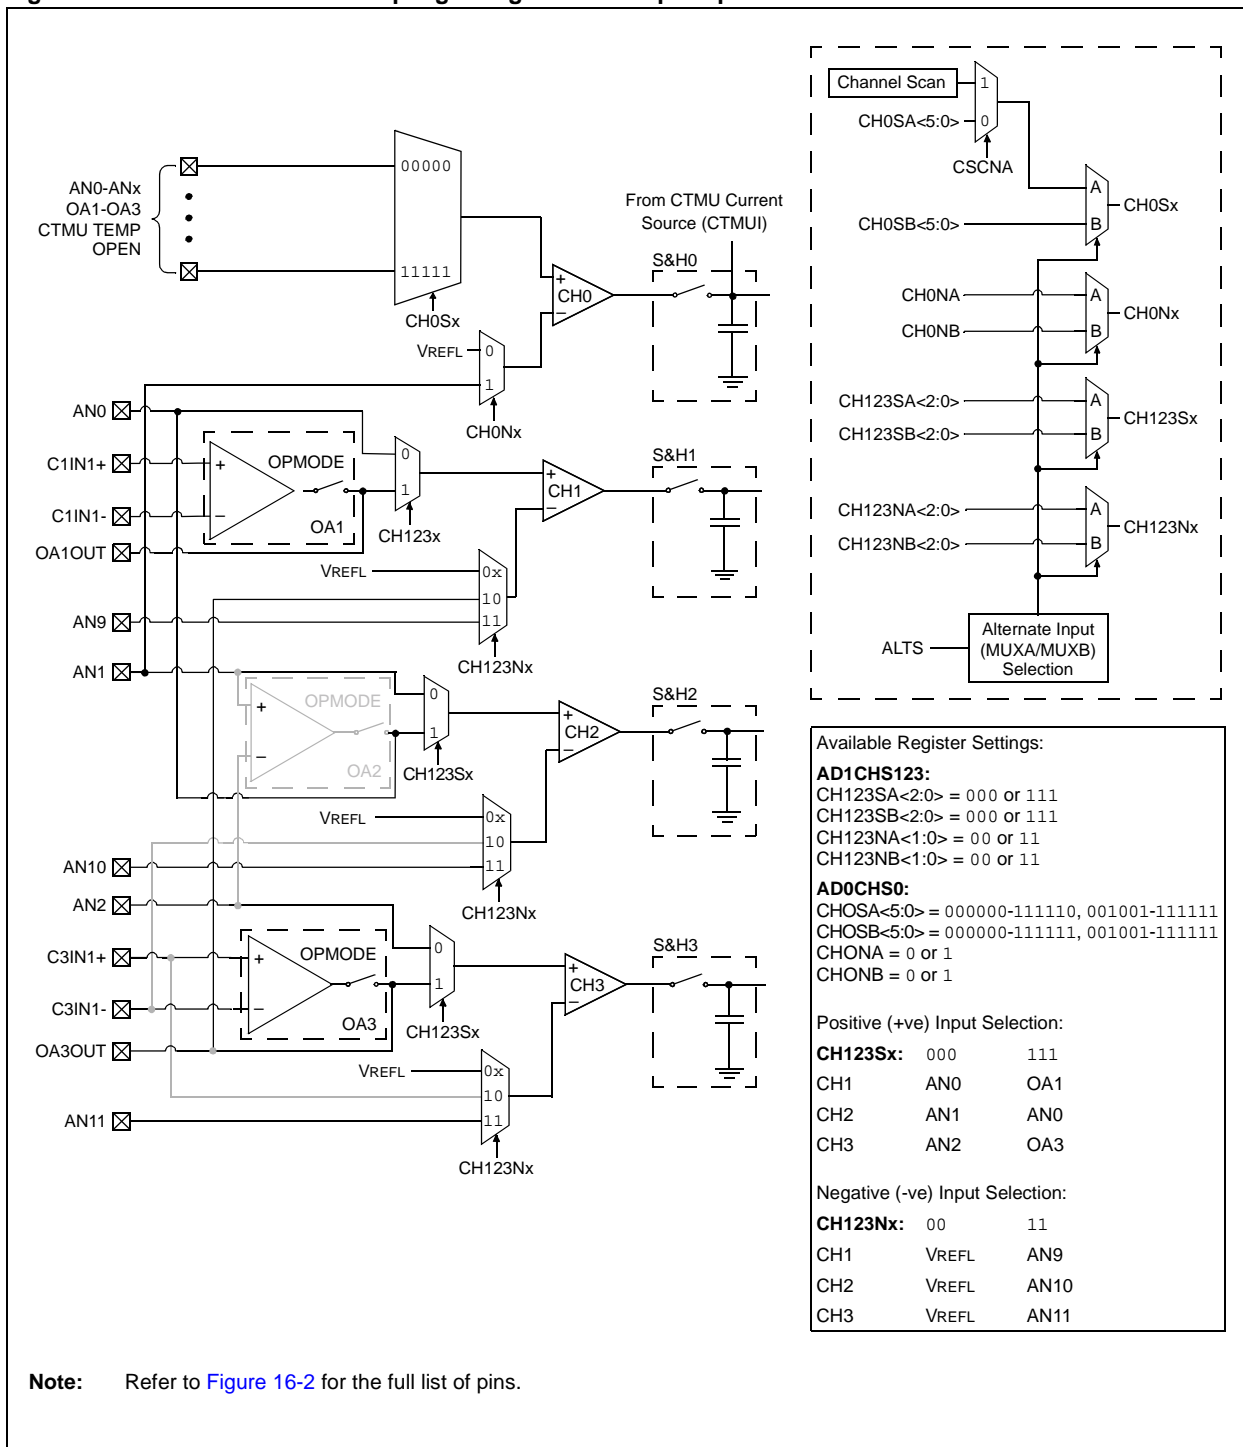 AN0-ANx
OA1-OA3
CTMU TEMP
OPEN
00000
11111
CH0Sx
From CTMU Current
Source (CTMUI)
S&H0
+
CH0
−
VREFL
0
1
CH0Nx
AN0
C1IN1+
C1IN1-
OA1OUT
OPMODE
+
−
OA1
0
1
CH123x
S&H1
+
CH1
−
VREFL
0x
10
11
CH123Nx
AN9
AN1
OPMODE
+
−
OA2
0
1
CH123Sx
S&H2
+
CH2
−
VREFL
0x
10
11
CH123Nx
AN10
AN2
C3IN1+
C3IN1-
OA3OUT
OPMODE
+
−
OA3
0
1
CH123Sx
S&H3
+
CH3
−
VREFL
0x
10
11
CH123Nx
AN11
Channel Scan
1
CH0SA<5:0>
0
CSCNA
A
CH0Sx
CH0SB<5:0>
B
CH0NA
A
CH0Nx
CH0NB
B
CH123SA<2:0>
A
CH123Sx
CH123SB<2:0>
B
CH123NA<2:0>
A
CH123Nx
CH123NB<2:0>
B
ALTS
Alternate Input
(MUXA/MUXB)
Selection
Available Register Settings:
AD1CHS123:
CH123SA<2:0> = 000 or 111
CH123SB<2:0> = 000 or 111
CH123NA<1:0> = 00 or 11
CH123NB<1:0> = 00 or 11
AD0CHS0:
CHOSA<5:0> = 000000-111110, 001001-111111
CHOSB<5:0> = 000000-111111, 001001-111111
CHONA = 0 or 1
CHONB = 0 or 1
Positive (+ve) Input Selection:
CH123Sx: 000 111
CH1 AN0 OA1
CH2 AN1 AN0
CH3 AN2 OA3
Negative (-ve) Input Selection:
CH123Nx: 00 11
CH1 VREFL AN9
CH2 VREFL AN10
CH3 VREFL AN11
Note: Refer to Figure 16-2 for the full list of pins.